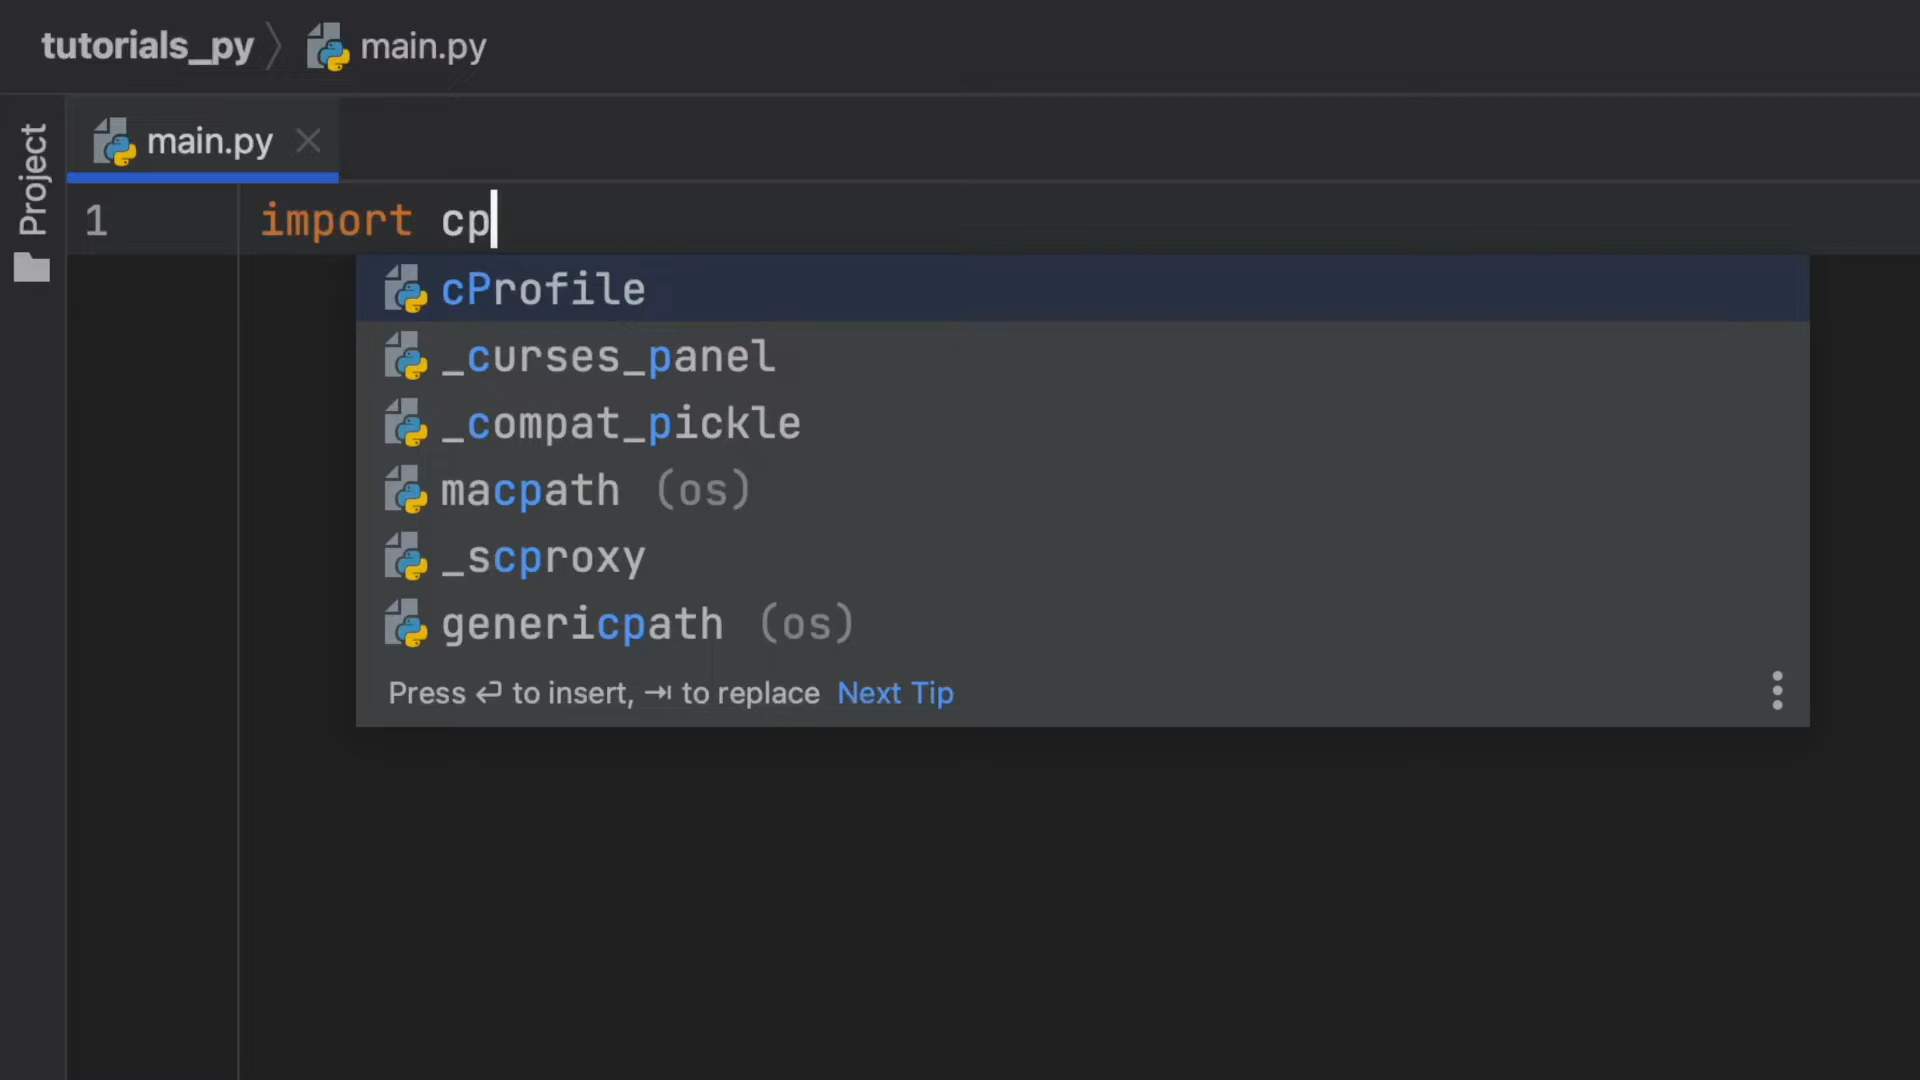 tutorials_py main.py
Project
main.py
1 import cp
cProfile
_curses_panel
_compat_pickle
macpath (os)
_scproxy
genericpath (os)
Press ↩ to insert, ⇥ to replace Next Tip